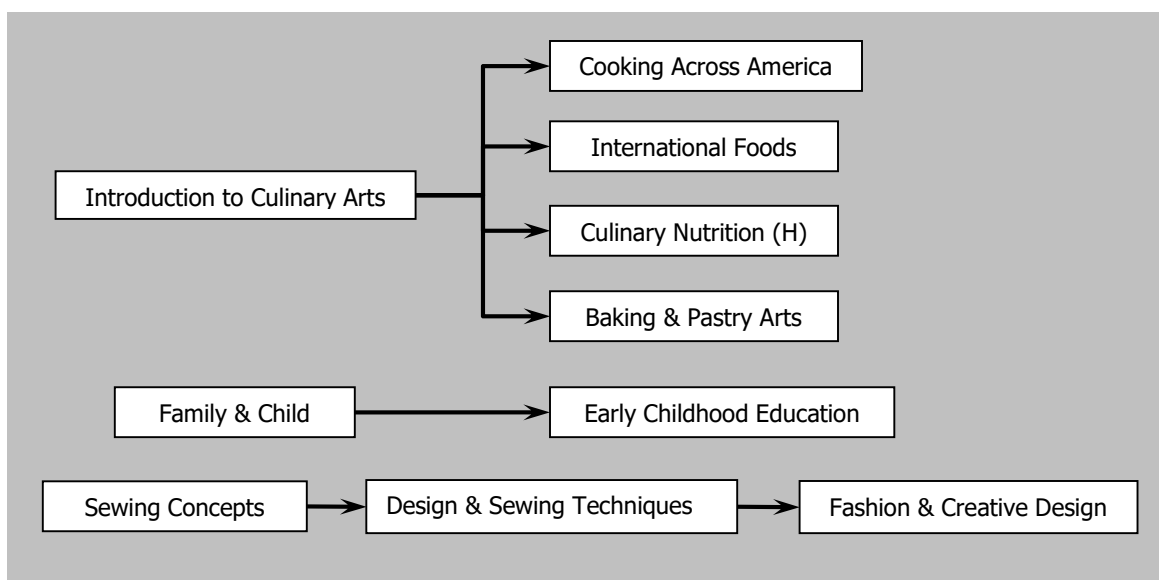 Cooking Across America
International Foods
Introduction to Culinary Arts
Culinary Nutrition (H)
Baking & Pastry Arts
Family & Child
Early Childhood Education
Sewing Concepts
Design & Sewing Techniques
Fashion & Creative Design